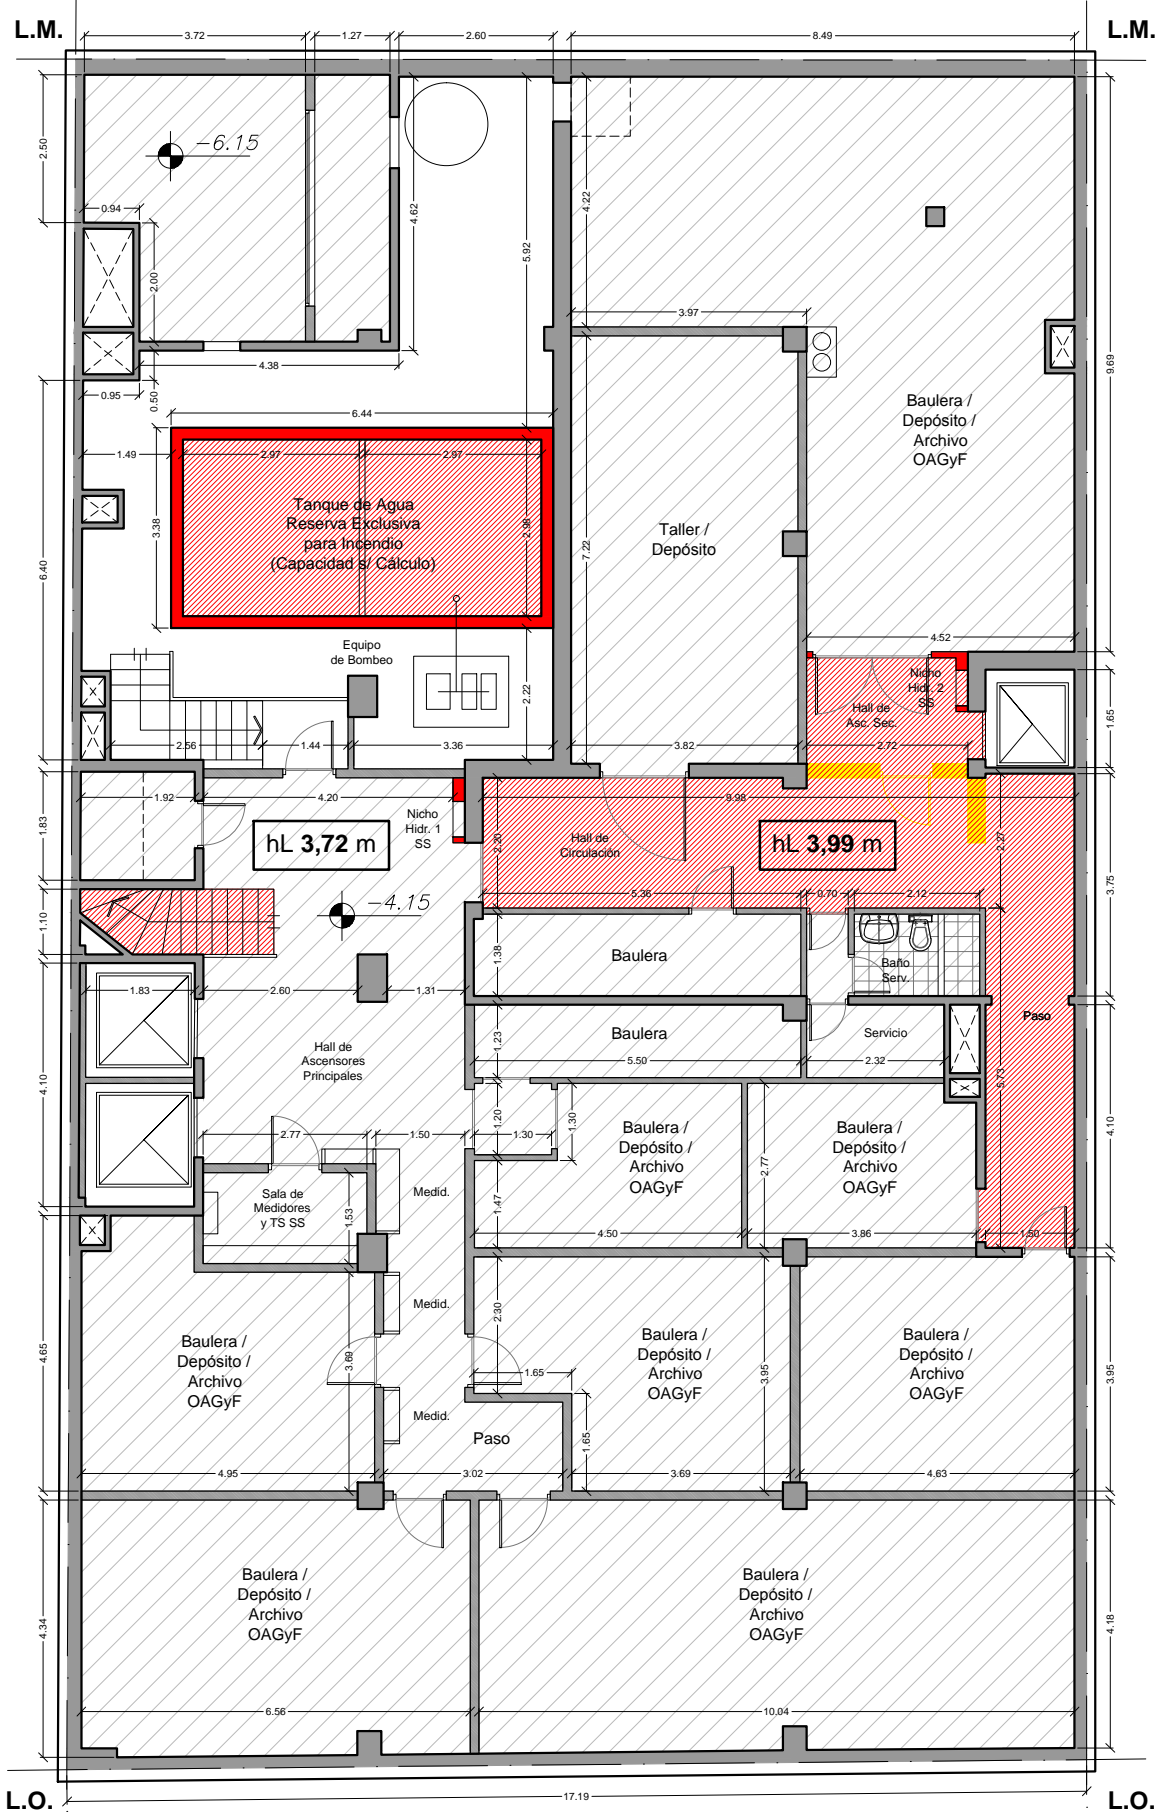 L.M.
L.M.
3.72
1.27
2.60
8.49
2.50
-6.15
0.94
2.00
4.62
5.92
4.22
3.97
9.69
4.38
0.95
0.50
6.44
1.49
2.97
2.97
3.38
2.98
Tanque de Agua
Reserva Exclusiva
para Incendio
(Capacidad s/ Cálculo)
6.40
7.22
Taller /
Depósito
Baulera /
Depósito /
Archivo
OAGyF
4.52
Equipo
de Bombeo
2.22
Nicho
Hidr. 2
SS
Hall de
Asc. Sec.
1.65
2.56
1.44
3.36
3.82
2.72
1.83
1.92
4.20
Nicho
Hidr. 1
SS
9.98
hL 3,72 m
hL 3,99 m
2.20
Hall de
Circulación
2.27
3.75
5.36
0.70
2.12
1.10
-4.15
1.38
Baulera
Baño
Serv.
1.83
2.60
1.31
Paso
1.23
Baulera
Servicio
5.50
2.32
5.73
Hall de
Ascensores
Principales
4.10
4.10
1.20
1.30
1.30
2.77
1.50
Baulera /
Depósito /
Archivo
OAGyF
2.77
Baulera /
Depósito /
Archivo
OAGyF
Sala de
Medidores
y TS SS
1.53
Medid.
1.47
4.50
3.86
1.50
4.65
3.69
Baulera /
Depósito /
Archivo
OAGyF
Medid.
2.30
Baulera /
Depósito /
Archivo
OAGyF
3.95
Baulera /
Depósito /
Archivo
OAGyF
3.95
1.65
Medid.
Paso
1.65
4.95
3.02
3.69
4.63
4.34
Baulera /
Depósito /
Archivo
OAGyF
Baulera /
Depósito /
Archivo
OAGyF
4.18
6.56
10.04
17.19
L.O.
L.O.